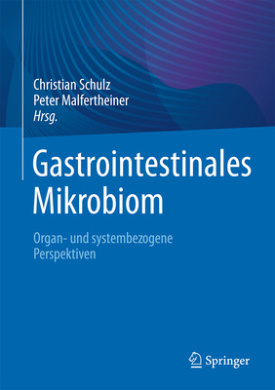 Christian Schulz
Peter Malfertheiner
Hrsg.
Gastrointestinales
Mikrobiom
Organ- und systembezogene
Perspektiven
Springer